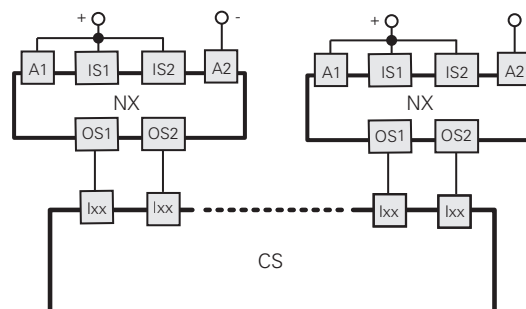 + - +
A1 IS1 IS2 A2 A1 IS1 IS2 A2
NX NX
OS1 OS2 OS1 OS2
Ixx Ixx Ixx Ixx
CS